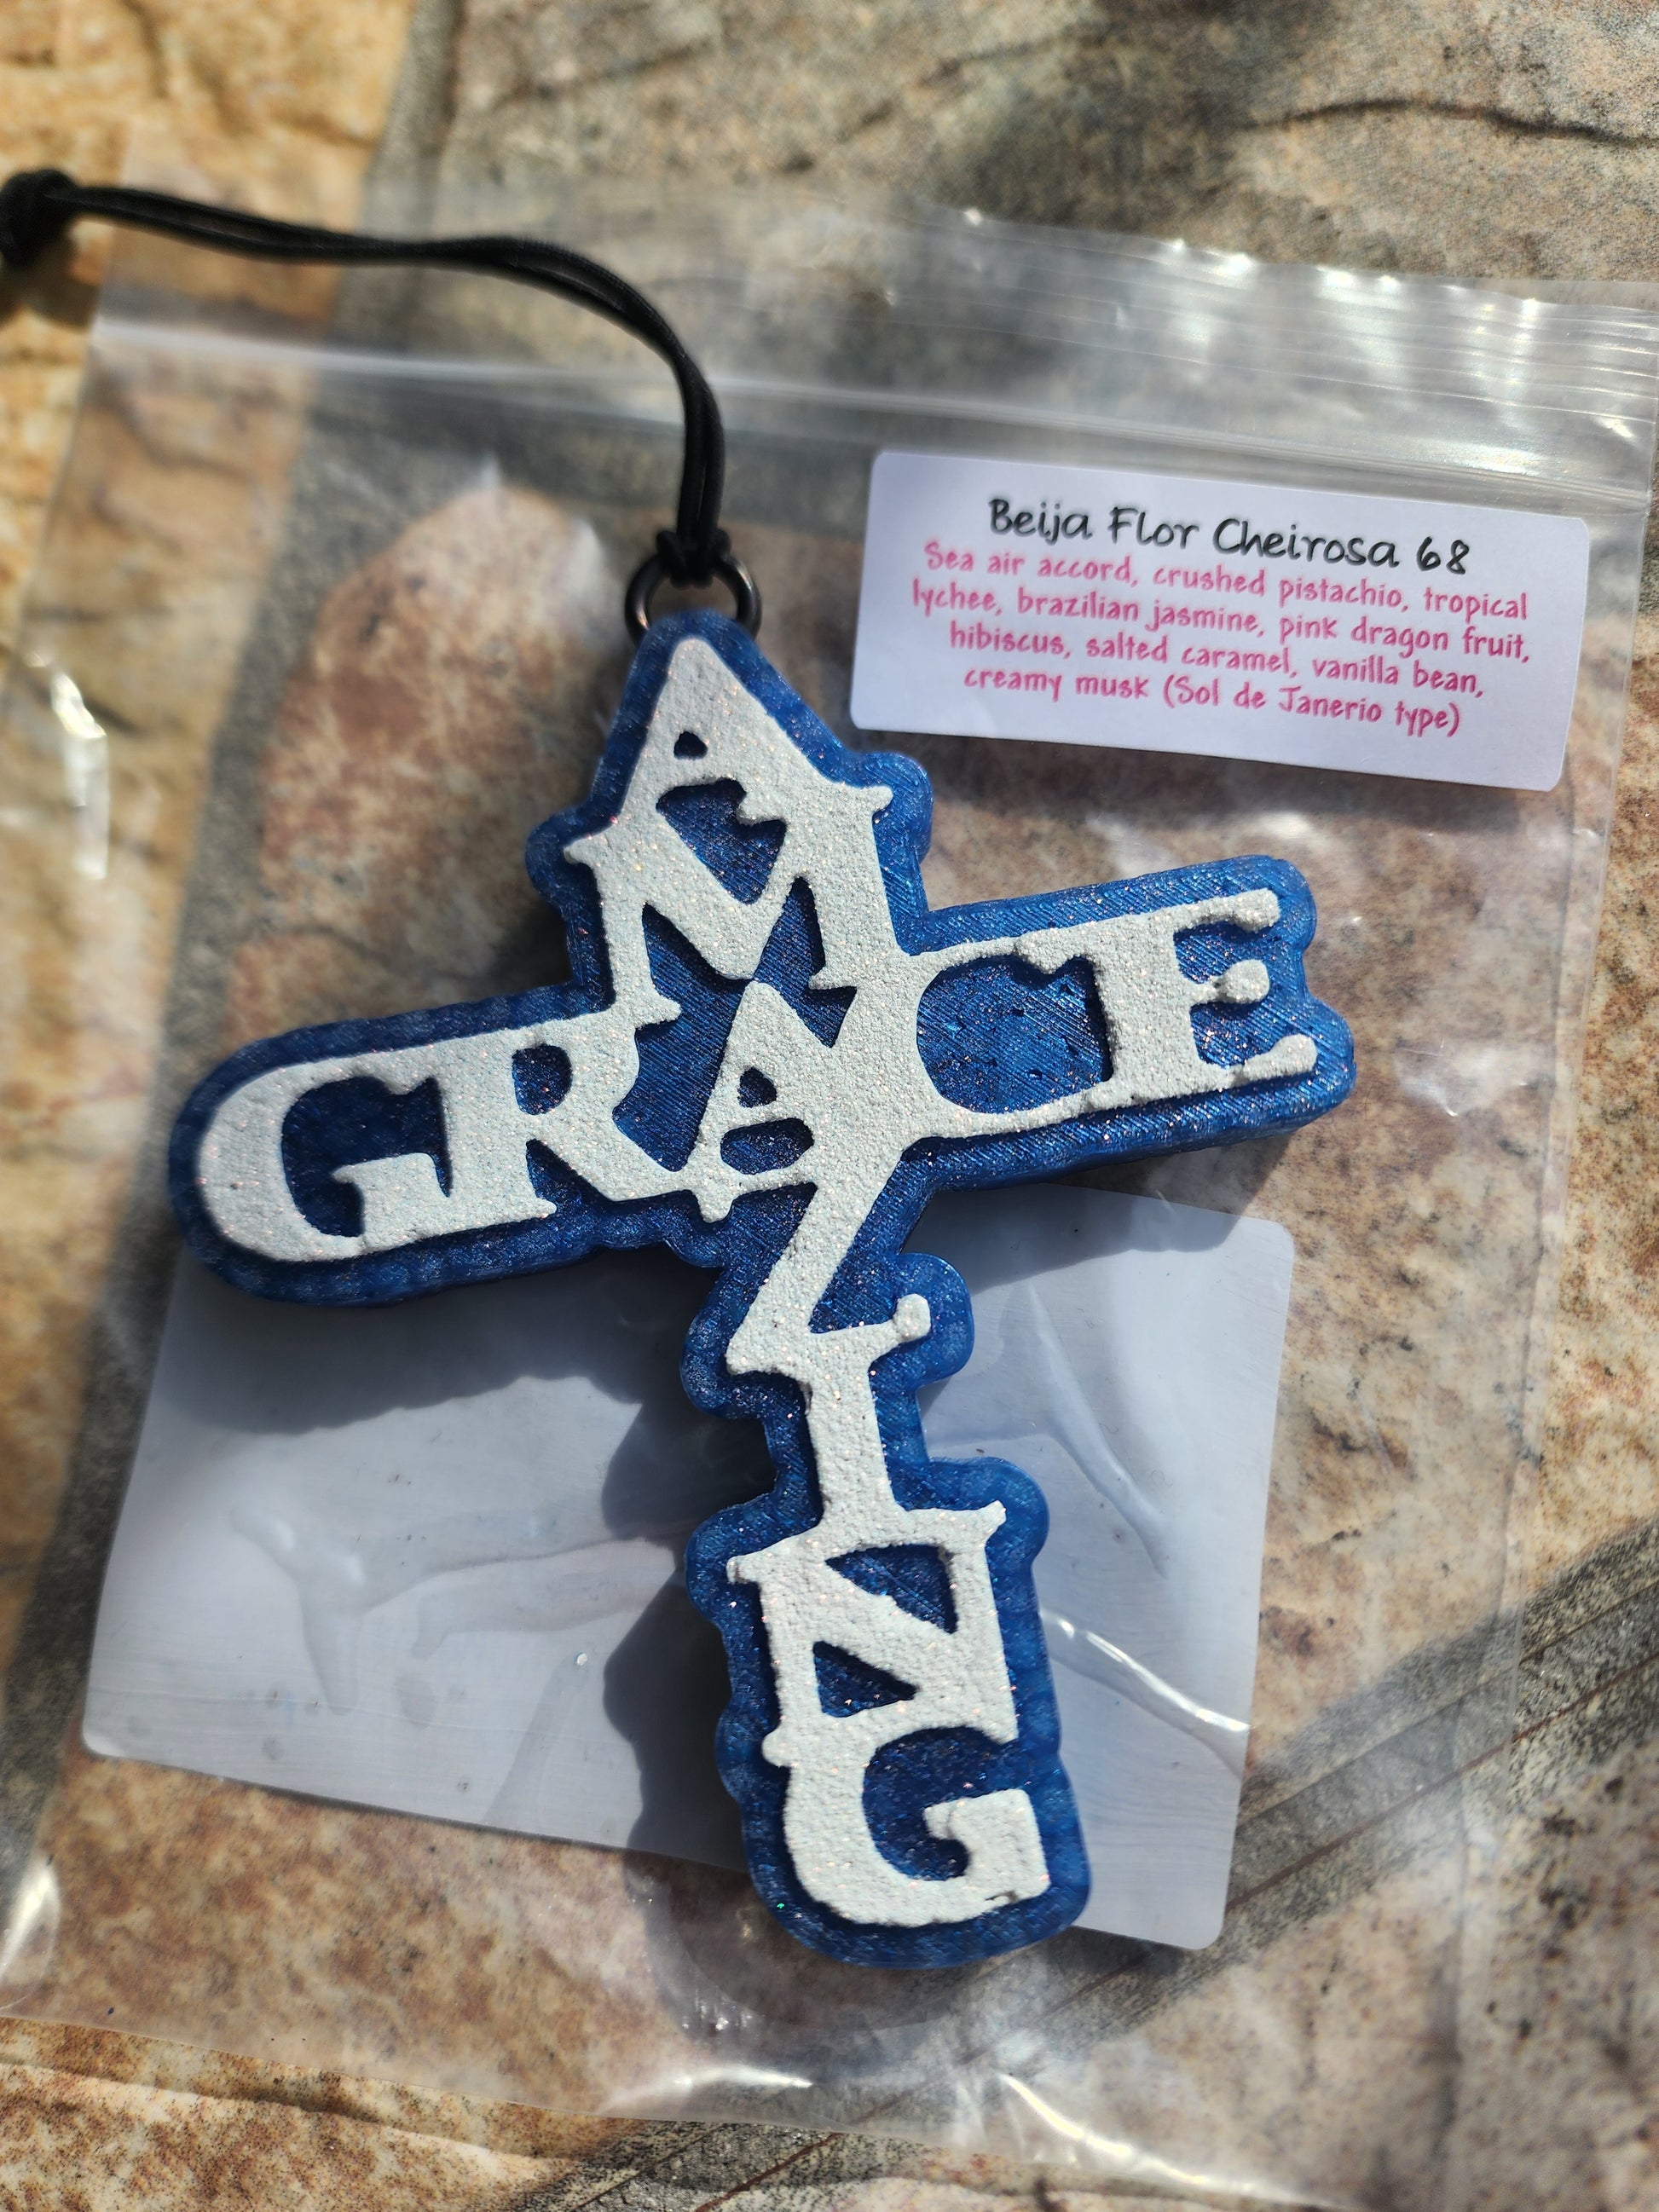 Beija Flor Cheirosa 68
Sea air accord, crushed pistachio, tropical
lychee, brazilian jasmine, pink dragon fruit,
hibiscus, salted caramel, vanilla bean,
creamy musk (Sol de Janerio type)
AMAZING
GRACE